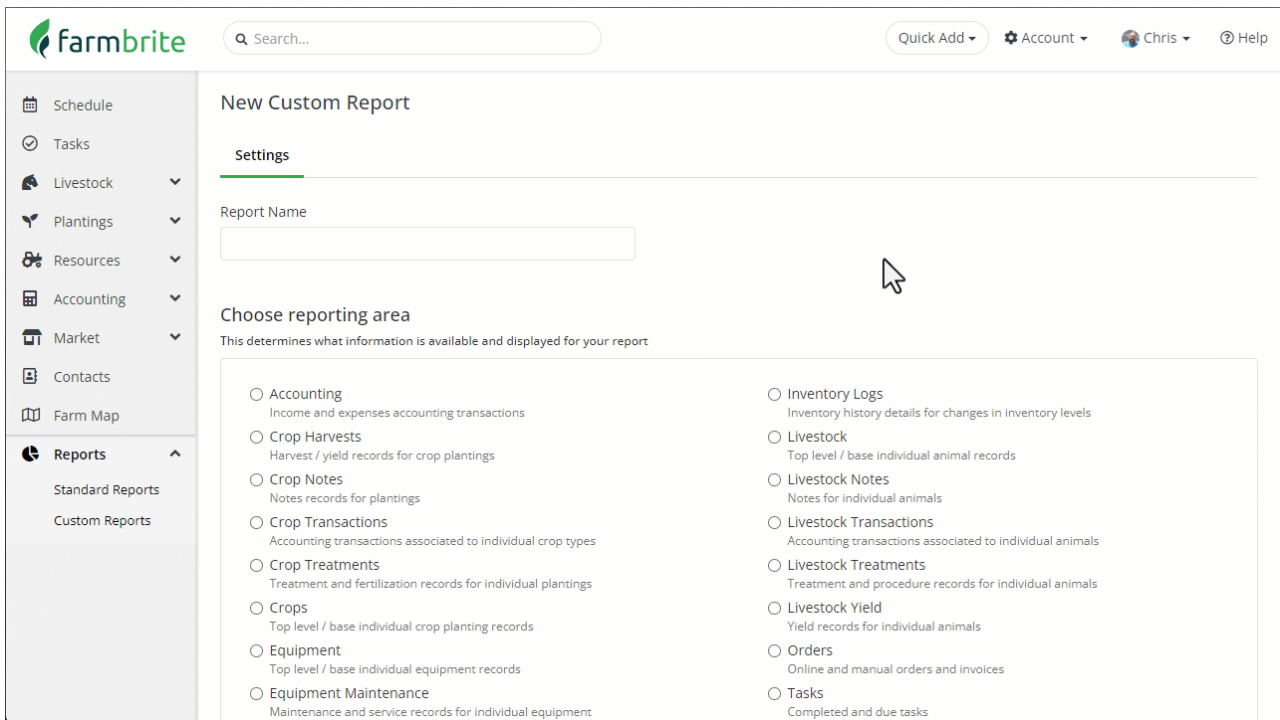 farmbrite
Search...
Quick Add
Account
Chris
Help
Schedule
Tasks
Livestock
Plantings
Resources
Accounting
Market
Contacts
Farm Map
Reports
Standard Reports
Custom Reports
New Custom Report
Settings
Report Name
Choose reporting area
This determines what information is available and displayed for your report
Accounting
Income and expenses accounting transactions
Crop Harvests
Harvest / yield records for crop plantings
Crop Notes
Notes records for plantings
Crop Transactions
Accounting transactions associated to individual crop types
Crop Treatments
Treatment and fertilization records for individual plantings
Crops
Top level / base individual crop planting records
Equipment
Top level / base individual equipment records
Equipment Maintenance
Maintenance and service records for individual equipment
Inventory Logs
Inventory history details for changes in inventory levels
Livestock
Top level / base individual animal records
Livestock Notes
Notes for individual animals
Livestock Transactions
Accounting transactions associated to individual animals
Livestock Treatments
Treatment and procedure records for individual animals
Livestock Yield
Yield records for individual animals
Orders
Online and manual orders and invoices
Tasks
Completed and due tasks